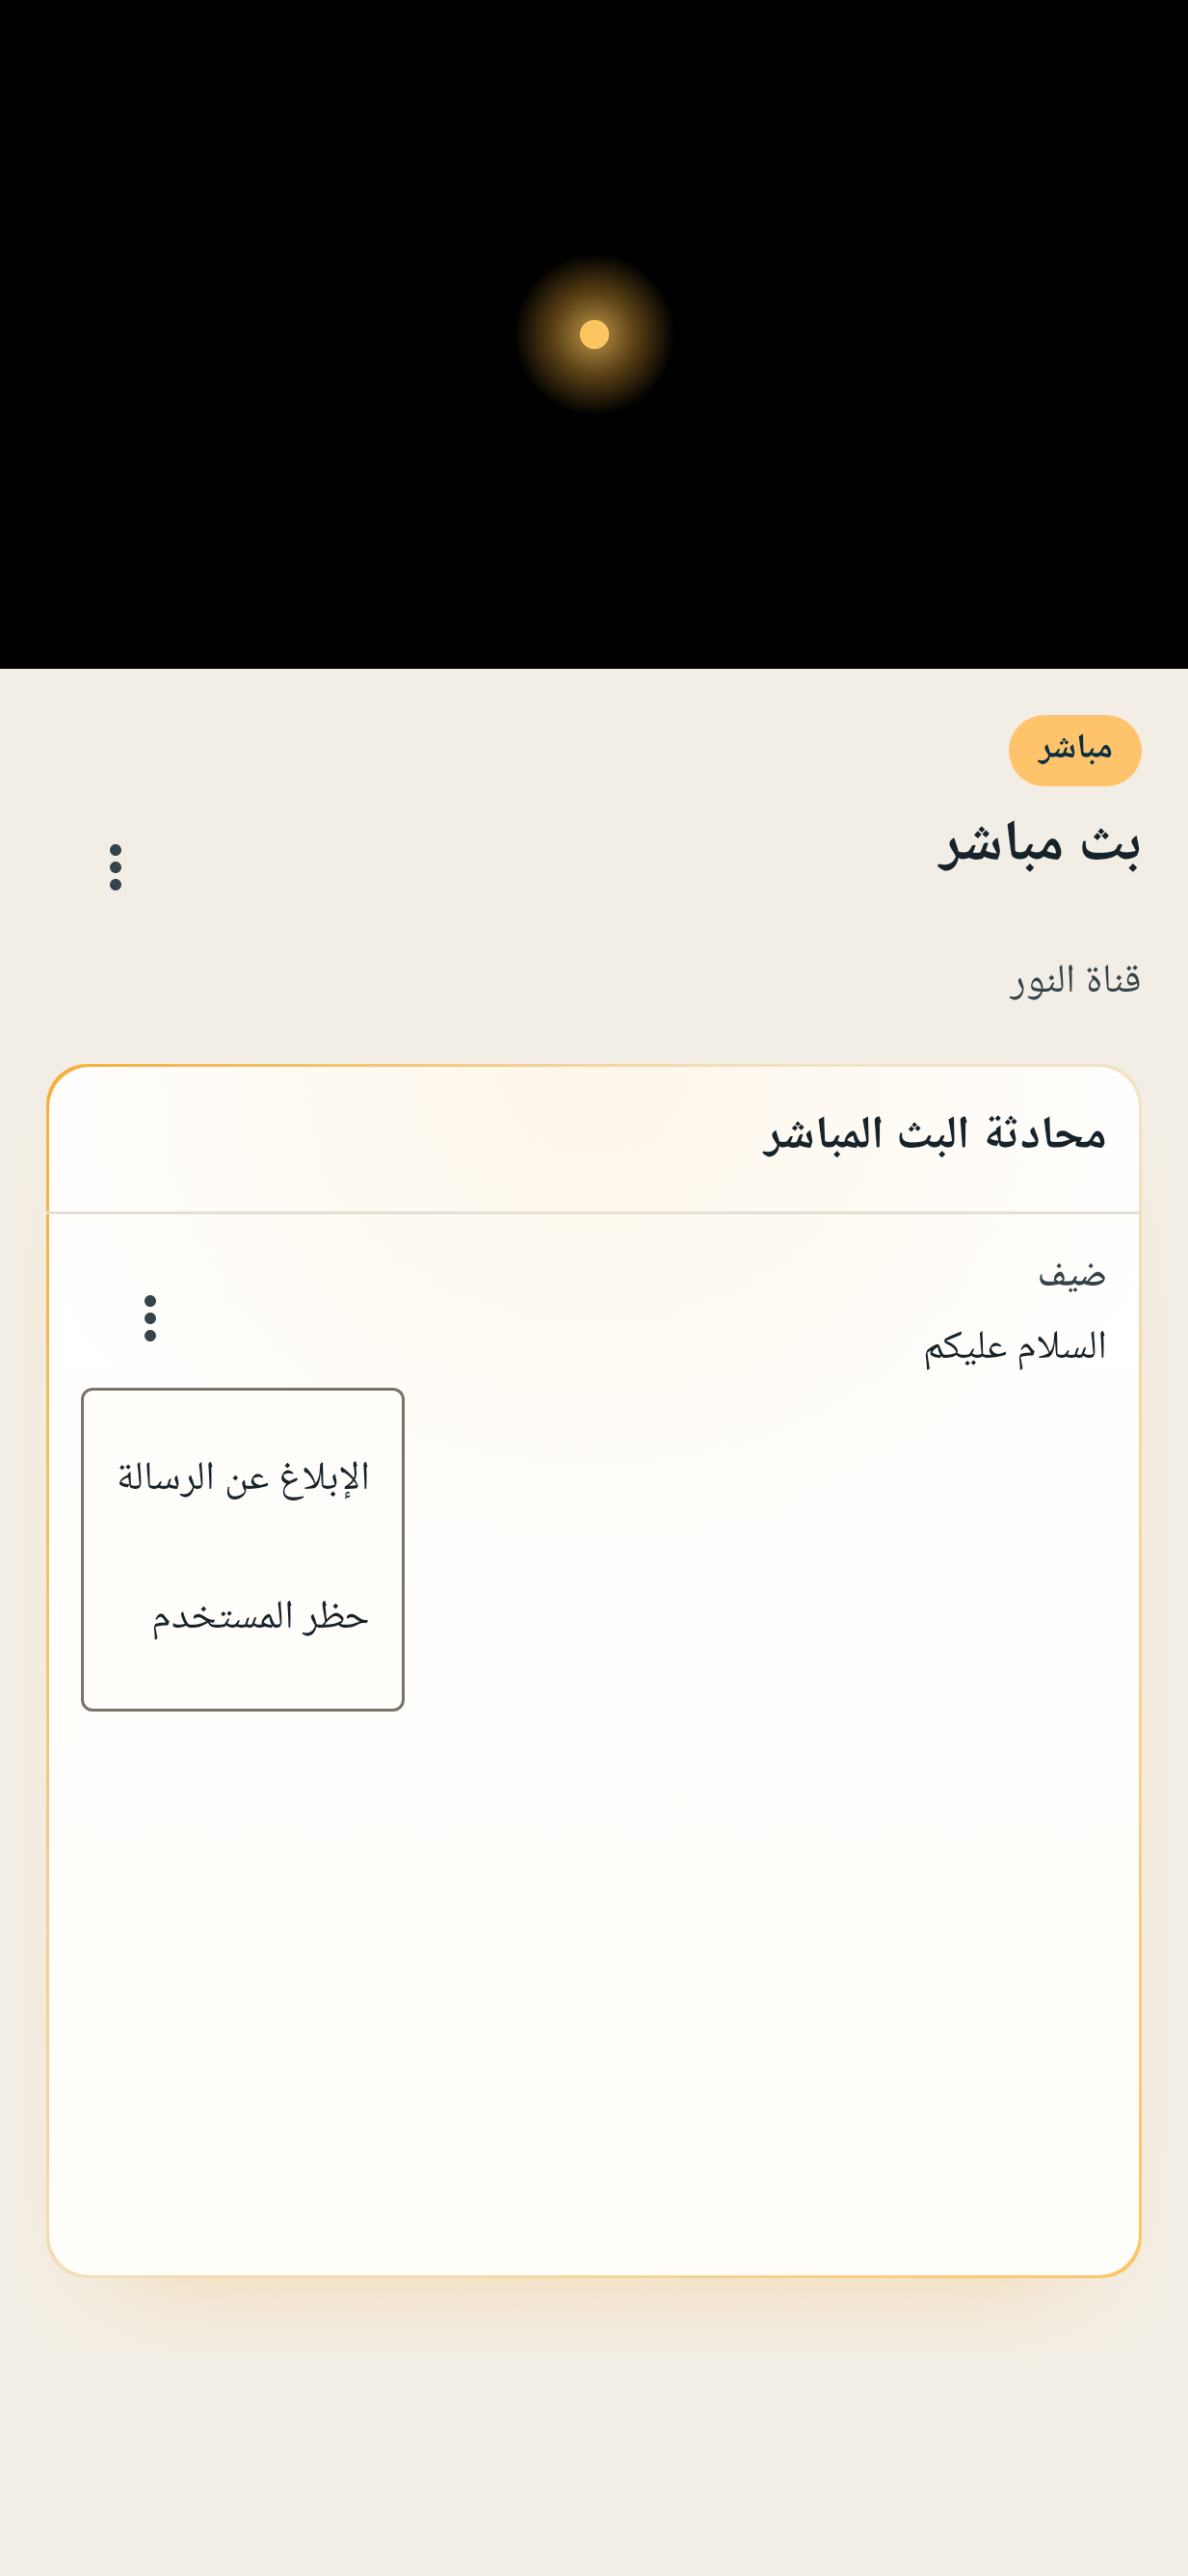 مباشر
بث مباشر
قناة النور
محادثة البث المباشر
ضيف
السلام عليكم
الإبلاغ عن الرسالة
حظر المستخدم